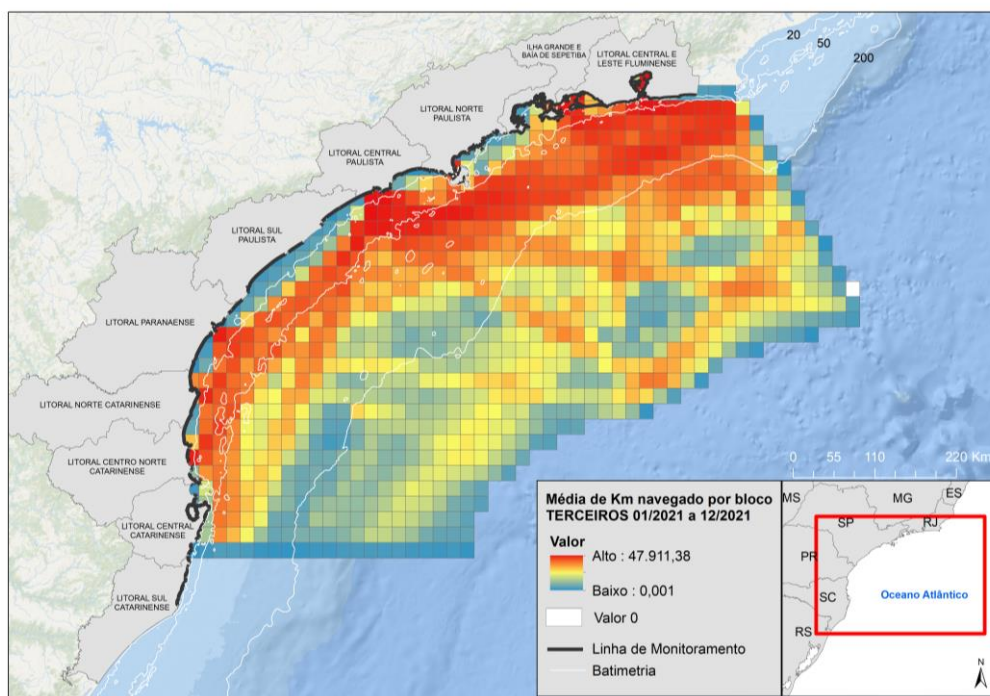 ILHA GRANDE E
BAÍA DE SEPETIBA
LITORAL CENTRAL E
LESTE FLUMINENSE
20
50
200
LITORAL NORTE
PAULISTA
LITORAL CENTRAL
PAULISTA
LITORAL SUL
PAULISTA
LITORAL PARANAENSE
LITORAL NORTE CATARINENSE
LITORAL CENTRO NORTE
CATARINENSE
LITORAL CENTRAL
CATARINENSE
LITORAL SUL
CATARINENSE
0 55 110 220 Km
Média de Km navegado por bloco
TERCEIROS 01/2021 a 12/2021
Valor
Alto : 47.911,38
Baixo : 0,001
Valor 0
Linha de Monitoramento
Batimetria
MS
MG
ES
SP
RJ
PR
SC
Oceano Atlântico
RS
N